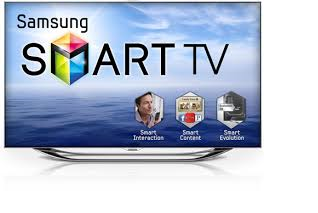 Samsung
SMART TV
Smart Interaction
Smart Content
Smart Evolution